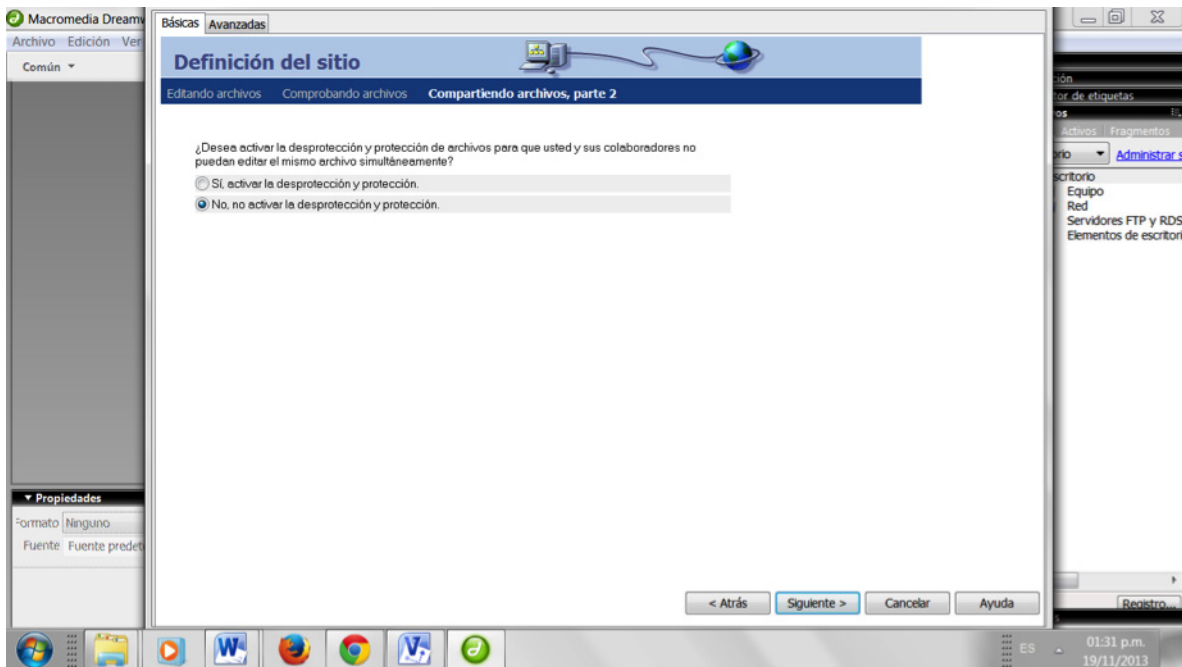 Macromedia Dreamw
Archivo Edición Ver
Común
Básicas Avanzadas
Definición del sitio
Editando archivos Comprobando archivos Compartiendo archivos, parte 2
¿Desea activar la desprotección y protección de archivos para que usted y sus colaboradores no
puedan editar el mismo archivo simultáneamente?
Sí, activar la desprotección y protección.
No, no activar la desprotección y protección.
< Atrás Siguiente > Cancelar Ayuda
ión
tor de etiquetas
os
Activos Fragmentos
orio Administrar s
scritorio
Equipo
Red
Servidores FTP y RDS
Elementos de escritori
Registro...
Propiedades
Formato Ninguno
Fuente Fuente predet
ES
01:31 p.m.
19/11/2013